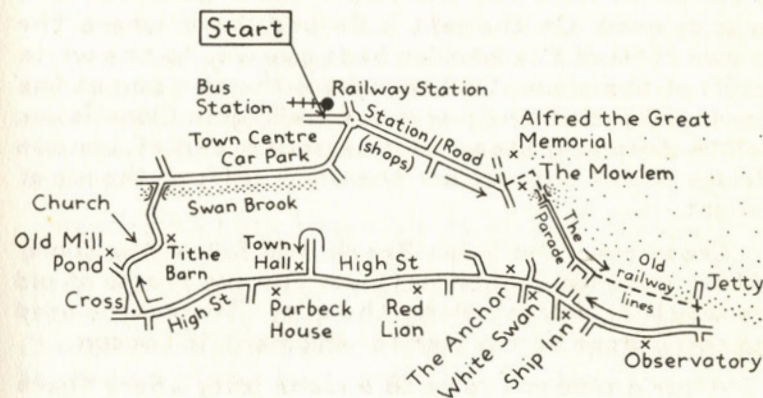 Start
Bus
Station
Railway Station
Station Road
(shops)
Town Centre
Car Park
Alfred the Great
Memorial
The Mowlem
Swan Brook
Church
The
Parade
Old Mill
Pond
Tithe
Barn
Town
Hall
High St
Old
railway
lines
Jetty
Cross
High St
Purbeck
House
Red
Lion
The Anchor
White Swan
Ship Inn
Observatory